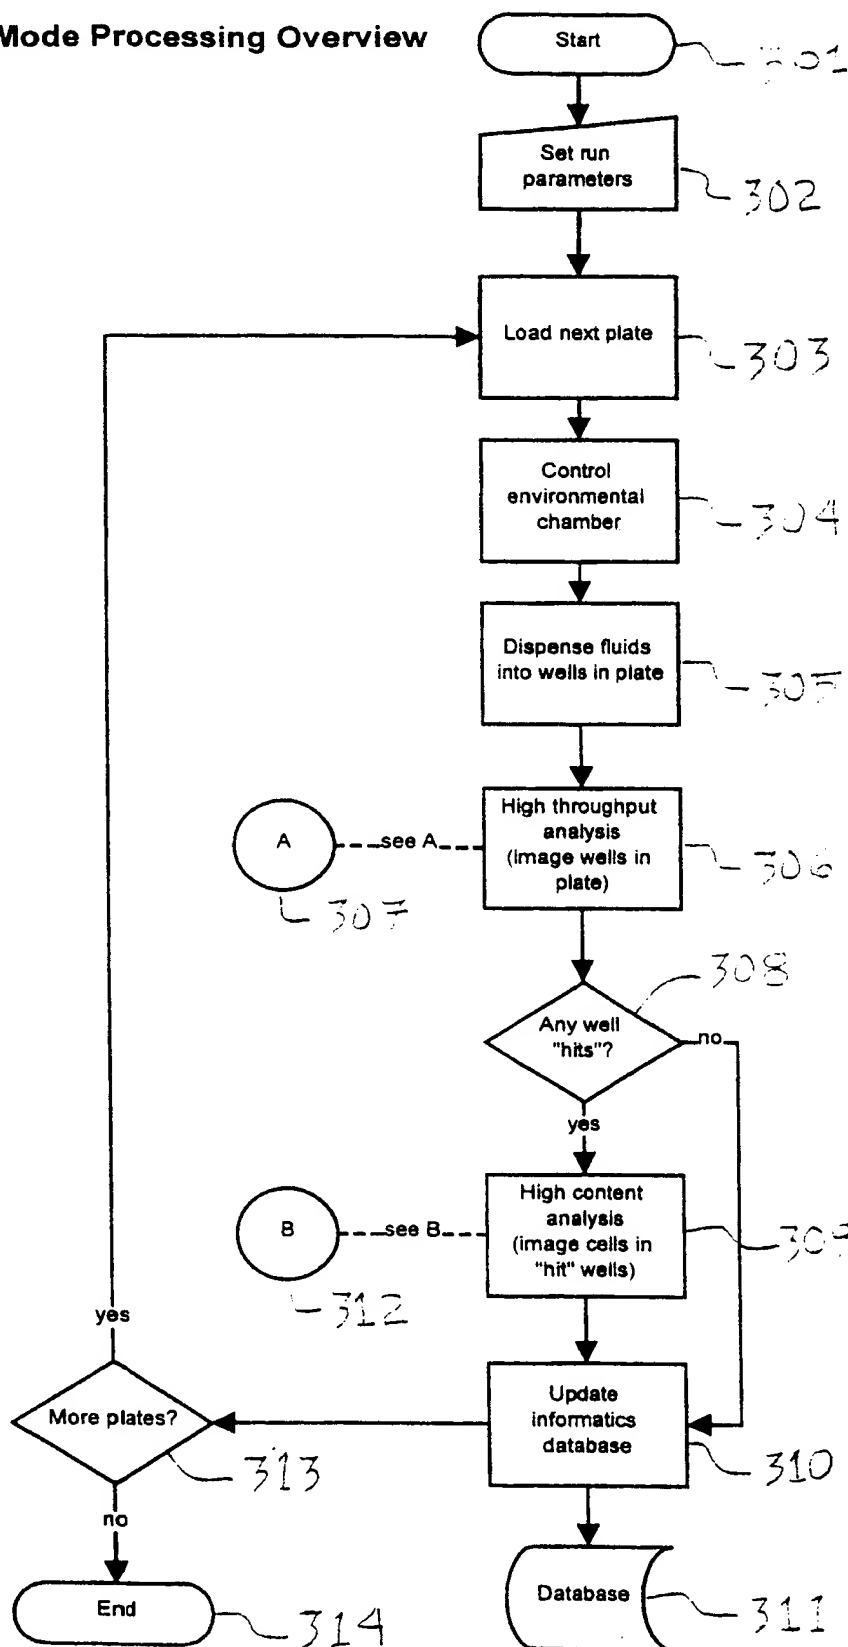 Mode Processing Overview
Start
301
Set run
parameters
302
Load next plate
303
Control
environmental
chamber
304
Dispense fluids
into wells in plate
305
High throughput
analysis
(image wells in
plate)
306
A
see A
307
308
Any well
"hits"?
no
yes
High content
analysis
(image cells in
"hit" wells)
309
B
see B
312
yes
More plates?
313
Update
informatics
database
310
no
End
314
Database
311